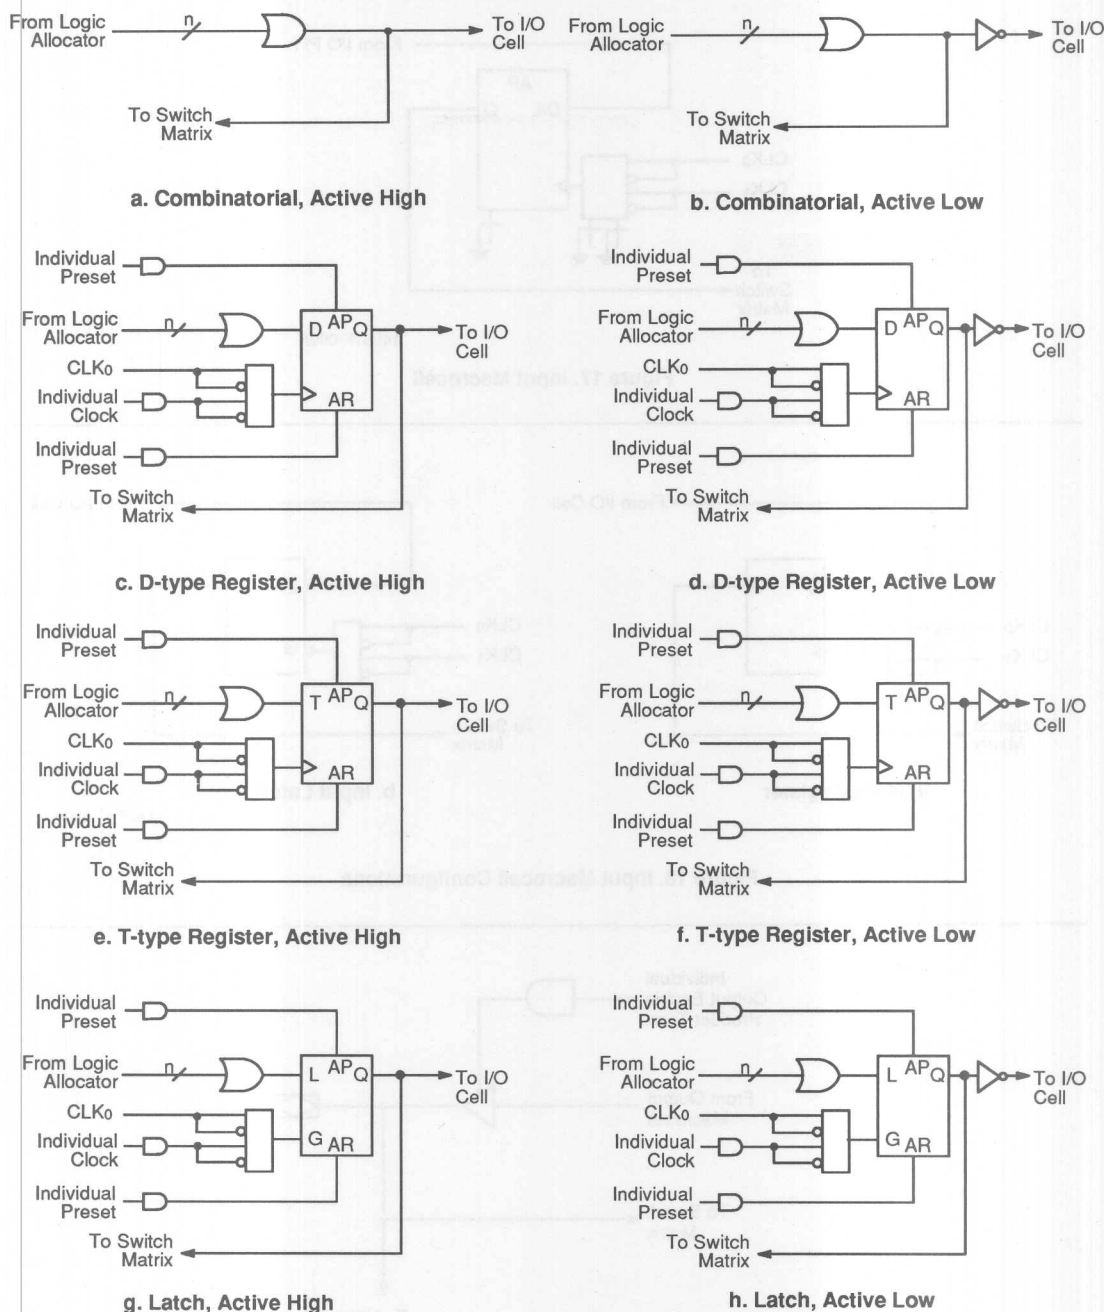 From Logic
Allocator
n
To I/O
Cell
To Switch
Matrix
a. Combinatorial, Active High
From Logic
Allocator
n
To I/O
Cell
To Switch
Matrix
b. Combinatorial, Active Low
Individual
Preset
From Logic
Allocator
n
D AP Q
To I/O
Cell
CLK0
Individual
Clock
AR
Individual
Preset
To Switch
Matrix
c. D-type Register, Active High
Individual
Preset
From Logic
Allocator
n
D AP Q
To I/O
Cell
CLK0
Individual
Clock
AR
Individual
Preset
To Switch
Matrix
d. D-type Register, Active Low
Individual
Preset
From Logic
Allocator
n
T AP Q
To I/O
Cell
CLK0
Individual
Clock
AR
Individual
Preset
To Switch
Matrix
e. T-type Register, Active High
Individual
Preset
From Logic
Allocator
n
T AP Q
To I/O
Cell
CLK0
Individual
Clock
AR
Individual
Preset
To Switch
Matrix
f. T-type Register, Active Low
Individual
Preset
From Logic
Allocator
n
L AP Q
To I/O
Cell
CLK0
Individual
Clock
G AR
Individual
Preset
To Switch
Matrix
g. Latch, Active High
Individual
Preset
From Logic
Allocator
n
L AP Q
To I/O
Cell
CLK0
Individual
Clock
G AR
Individual
Preset
To Switch
Matrix
h. Latch, Active Low